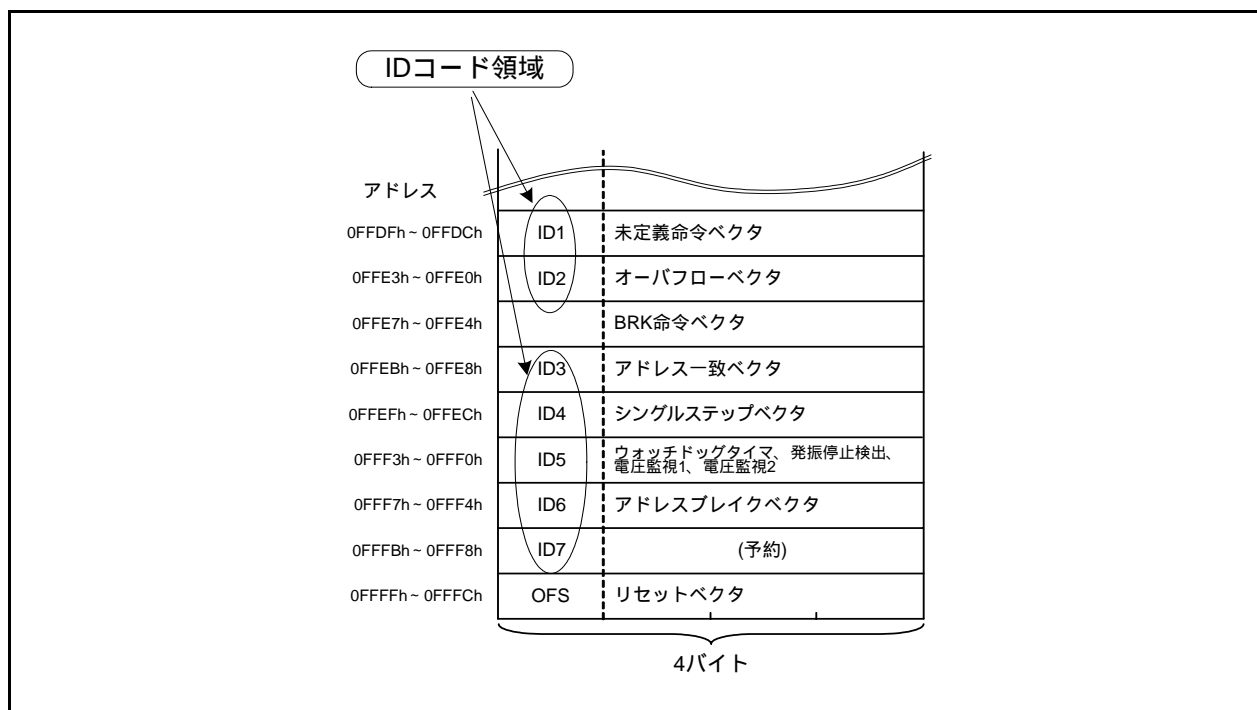 IDコード領域
アドレス
0FFDFh ~ 0FFDCh ID1 未定義命令ベクタ
0FFE3h ~ 0FFE0h ID2 オーバフローベクタ
0FFE7h ~ 0FFE4h BRK命令ベクタ
0FFEBh ~ 0FFE8h ID3 アドレス一致ベクタ
0FFEFh ~ 0FFECh ID4 シングルステップベクタ
0FFF3h ~ 0FFF0h ID5 ウォッチドッグタイマ、発振停止検出、
電圧監視1、電圧監視2
0FFF7h ~ 0FFF4h ID6 アドレスブレイクベクタ
0FFFBh ~ 0FFF8h ID7 (予約)
0FFFFh ~ 0FFFCh OFS リセットベクタ
4バイト